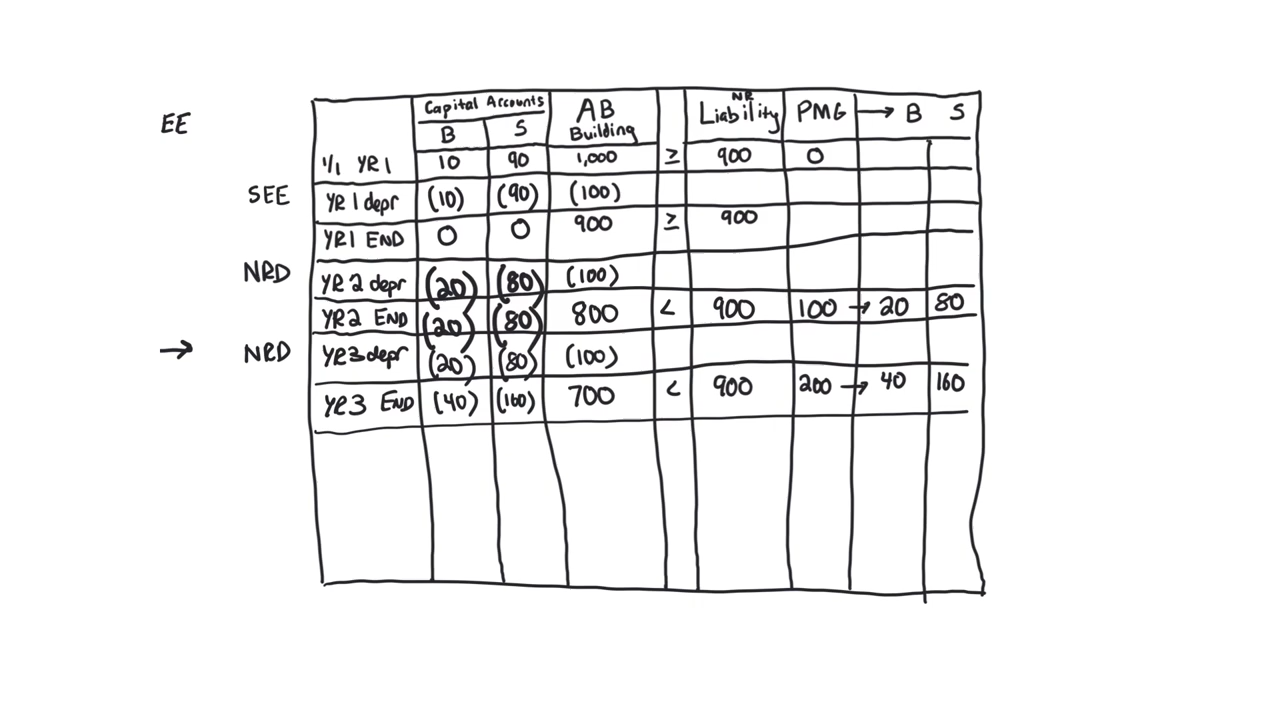 EE
SEE
NRD
→ NRD
Capital Accounts AB Building NR Liability PMG → B S
B S
1/1 YR1 10 90 1,000 ≥ 900 0
YR1 depr (10) (90) (100)
YR1 END 0 0 900 ≥ 900
YR2 depr (20) (80) (100)
YR2 END (20) (80) 800 < 900 100 → 20 80
YR3 depr (20) (80) (100)
YR3 END (40) (160) 700 < 900 200 → 40 160